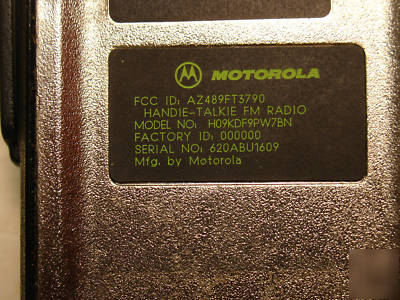 MOTOROLA
FCC ID: AZ489FT3790
HANDIE-TALKIE FM RADIO
MODEL NO: H09KDF9PW7BN
FACTORY ID: 000000
SERIAL NO: 620ABU1609
Mfg. by Motorola